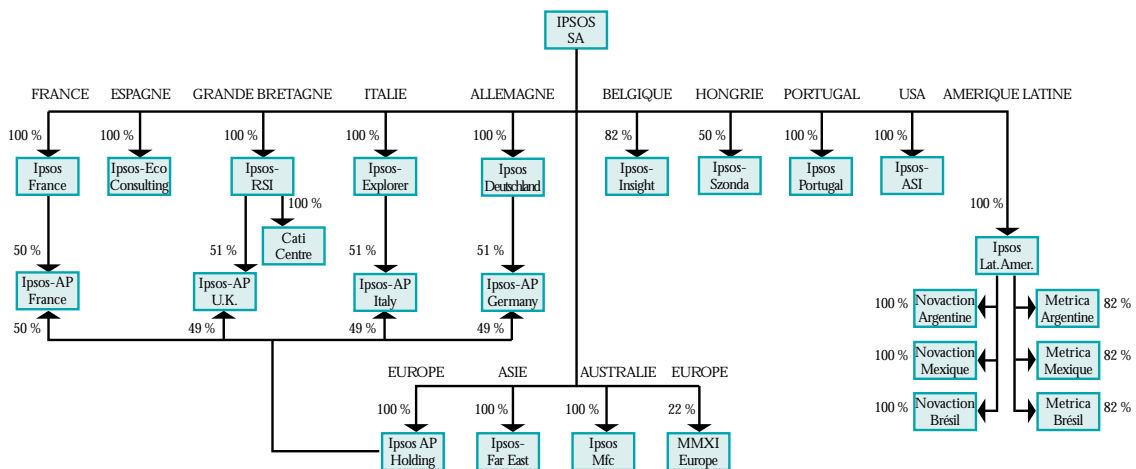 IPSOS
SA
FRANCE ESPAGNE GRANDE BRETAGNE ITALIE ALLEMAGNE BELGIQUE HONGRIE PORTUGAL USA AMERIQUE LATINE
100 % 100 % 100 % 100 % 100 % 82 % 50 % 100 % 100 %
Ipsos Ipsos-Eco Ipsos- Ipsos- Ipsos Ipsos- Ipsos- Ipsos Ipsos-
France Consulting RSI Explorer Deutschland Insight Szonda Portugal ASI
100 % 100 %
Cati
Centre
Ipsos
Lat.Amer.
50 % 51 % 51 % 51 %
Ipsos-AP Ipsos-AP Ipsos-AP Ipsos-AP
France U.K. Italy Germany
50 % 49 % 49 % 49 %
100 % Novaction Metrica 82 %
Argentine Argentine
100 % Novaction Metrica 82 %
Mexique Mexique
100 % Novaction Metrica 82 %
Brésil Brésil
EUROPE ASIE AUSTRALIE EUROPE
100 % 100 % 100 % 22 %
Ipsos AP Ipsos- Ipsos MMXI
Holding Far East Mfc Europe